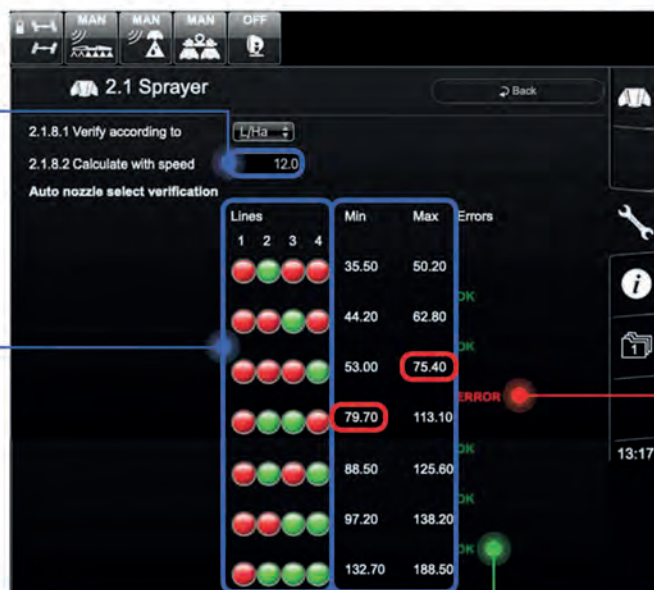 MAN MAN MAN OFF
2.1 Sprayer
Back
2.1.8.1 Verify according to L/Ha
2.1.8.2 Calculate with speed 12.0
Auto nozzle select verification
Lines Min Max Errors
1 2 3 4
35.50 50.20
OK
44.20 62.80
OK
53.00 75.40
ERROR
79.70 113.10
OK
88.50 125.60
OK
97.20 138.20
OK
132.70 188.50
i
1
13:17